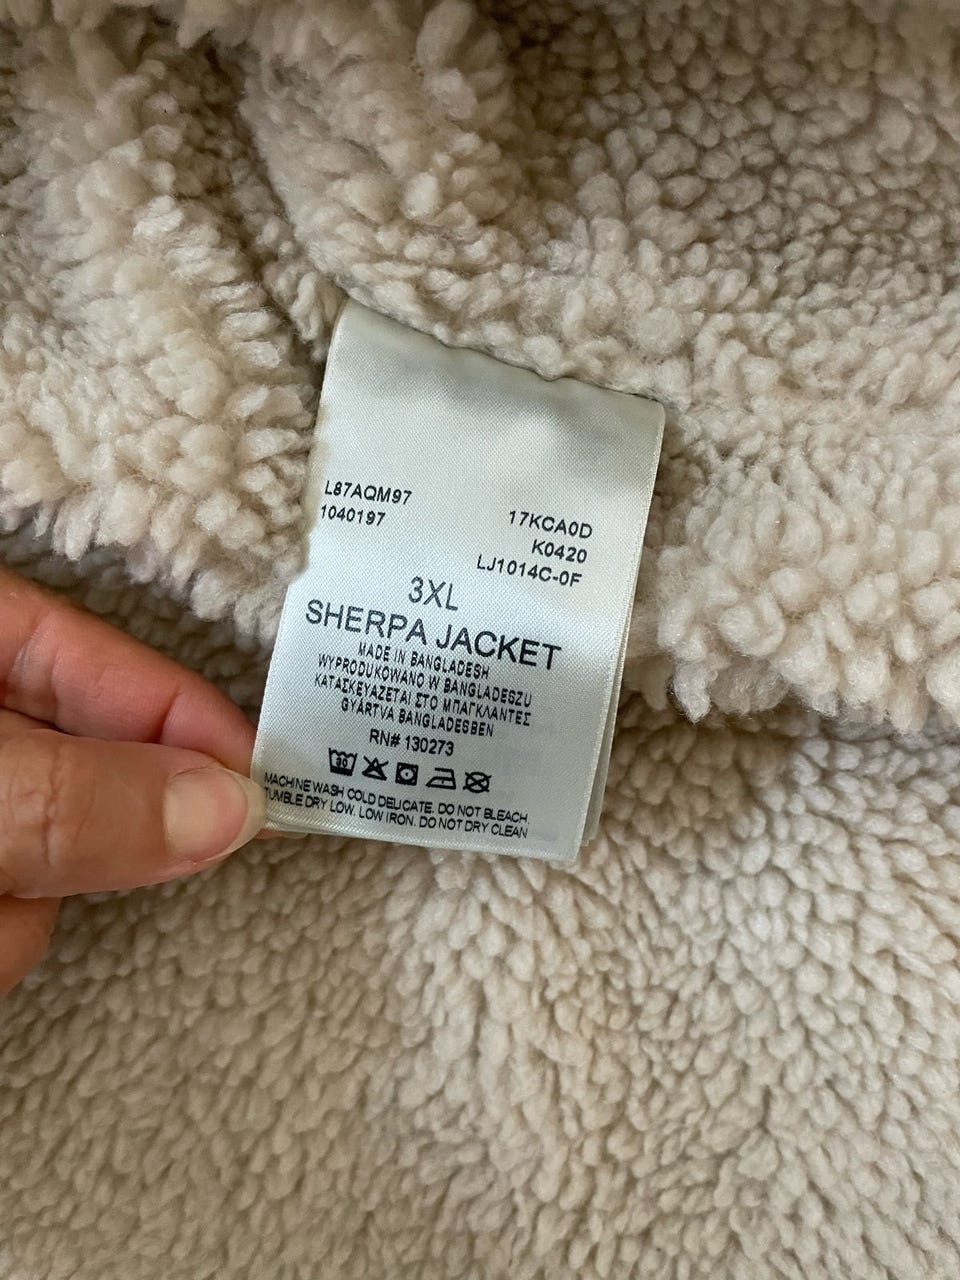 L87AQM97
1040197
17KCA0D
K0420
LJ1014C-0F
3XL
SHERPA JACKET
MADE IN BANGLADESH
WYPRODUKOWANO W BANGLADESZU
ΚΑΤΑΣΚΕΥΑΖΕΤΑΙ ΣΤΟ ΜΠΑΓΚΛΑΝΤΕΣ
GYÁRTVA BANGLADESBEN
RN# 130273
30
MACHINE WASH COLD DELICATE. DO NOT BLEACH.
TUMBLE DRY LOW. LOW IRON. DO NOT DRY CLEAN